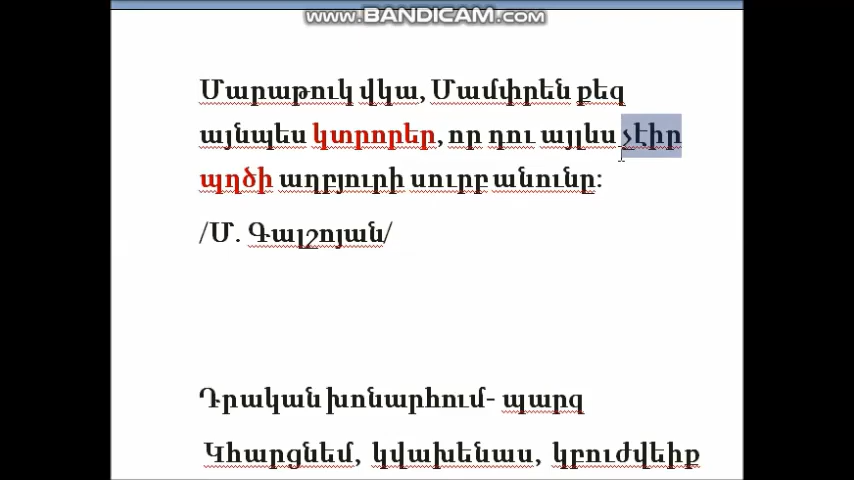 www.BANDICAM.com
Մարաթուկ վկա, Մամփրեն քեզ
այնպես կտրորեր, որ դու այլևս չէիր
պղծի աղբյուրի սուրբ անունը:
/Մ. Գալշոյան/
Դրական խոնարհում- պարզ
Կհարցնեմ, կվախենաս, կբուժվեիք